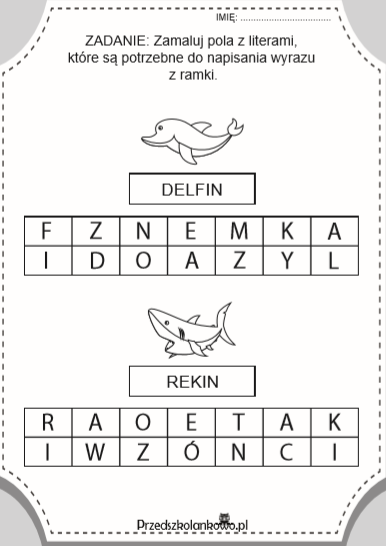 IMIĘ: ..................................
ZADANIE: Zamaluj pola z literami,
które są potrzebne do napisania wyrazu
z ramki.
DELFIN
F Z N E M K A
I D O A Z Y L
REKIN
R A O E T A K
I W Z Ó N C I
Przedszkolankowo.pl